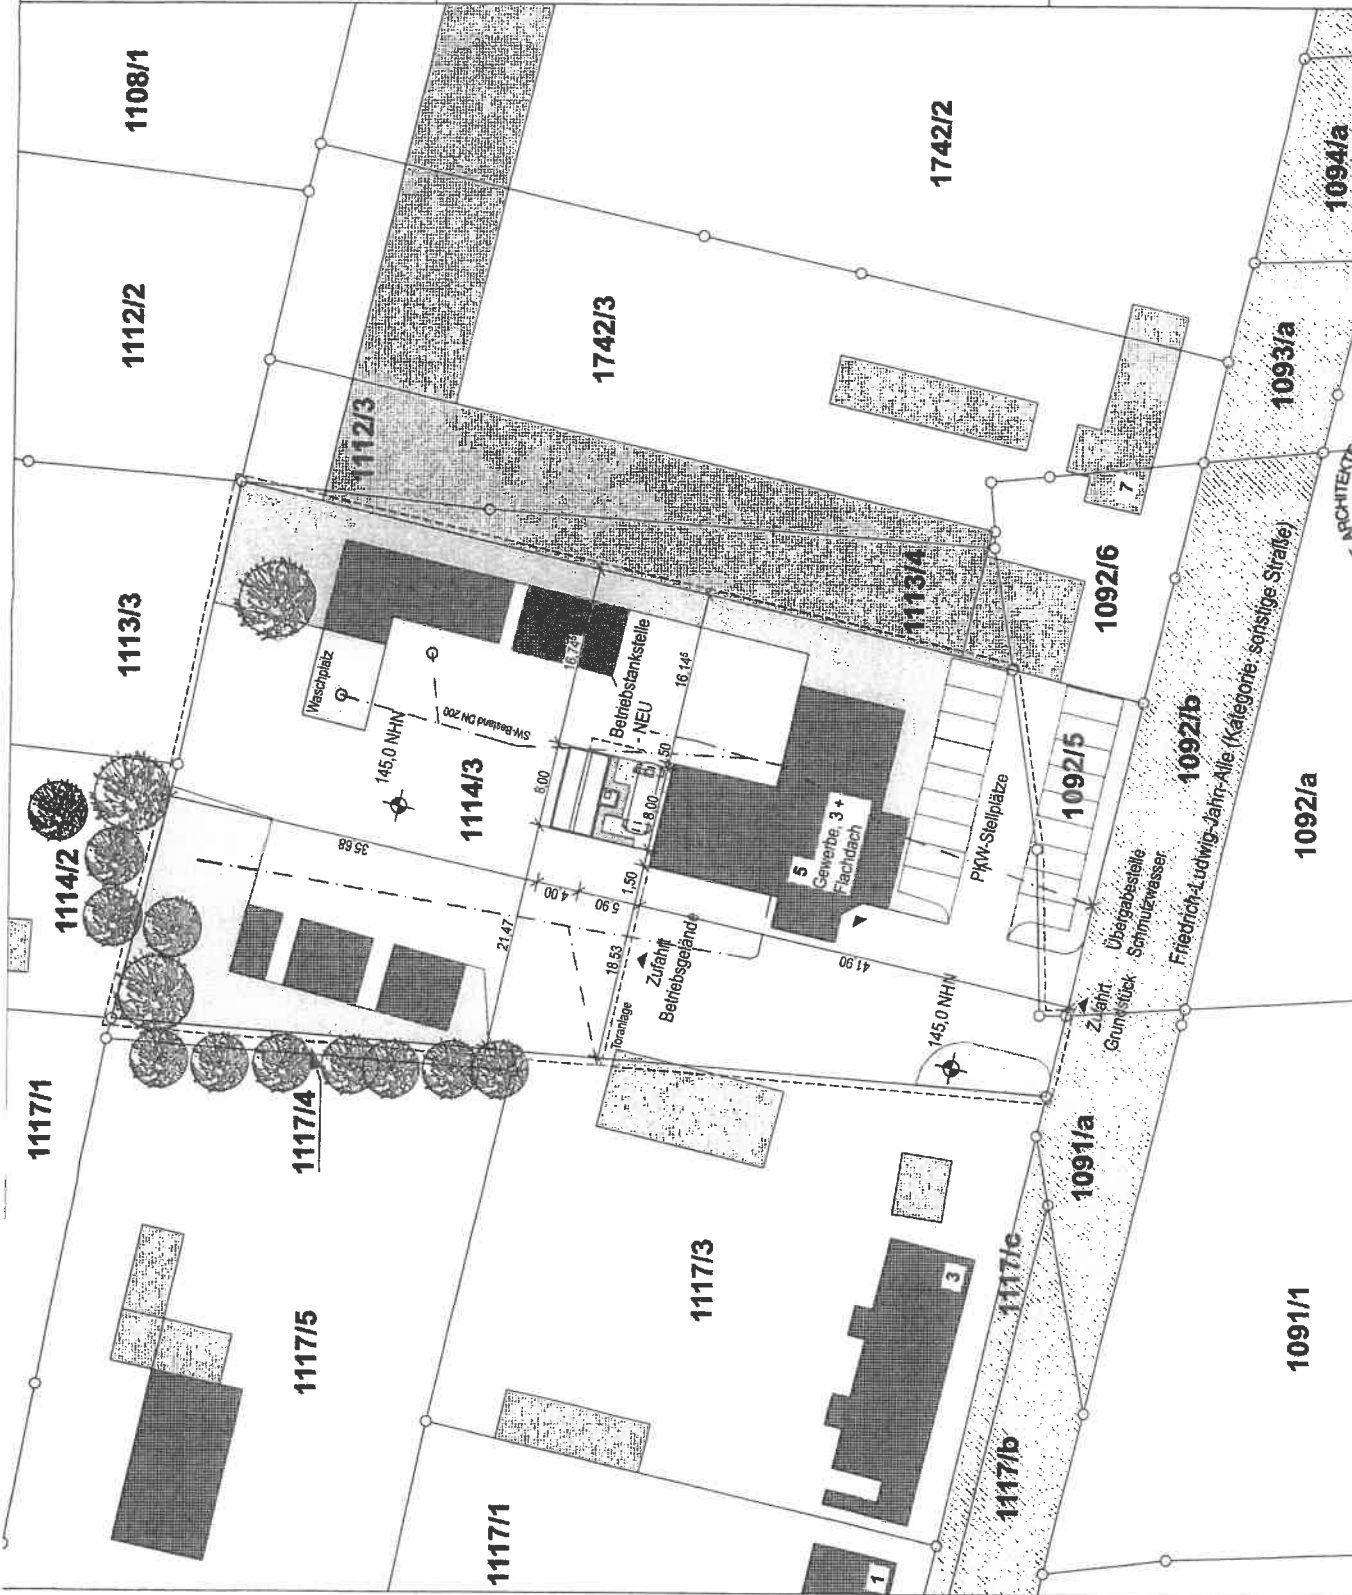 1108/1
1112/2
1113/3
1114/2
1117/1
1742/2
1742/3
1112/3
1113/4
1114/3
1117/4
1117/5
1117/3
1117/1
1092/6
1092/5
1092/b
1092/a
1093/a
1094/a
1091/a
1091/1
1117/c
1117/b
Waschplatz
145,0 NHN
SW-Bestand DN 200
Betriebstankstelle
- NEU
16,74⁵
16,14⁵
8,00
8,00
1,50
1,50
35.68
4.00
5.90
21.47
18.53
41.90
Toranlage
Zufahrt
Betriebsgelände
5
Gewerbe, 3 +
Flachdach
PKW-Stellplätze
145,0 NHN
Zufahrt
Grundstück
Übergabestelle
Schmutzwasser
Friedrich-Ludwig-Jahn-Alle (Kategorie: sonstige Straße)
7
3
1